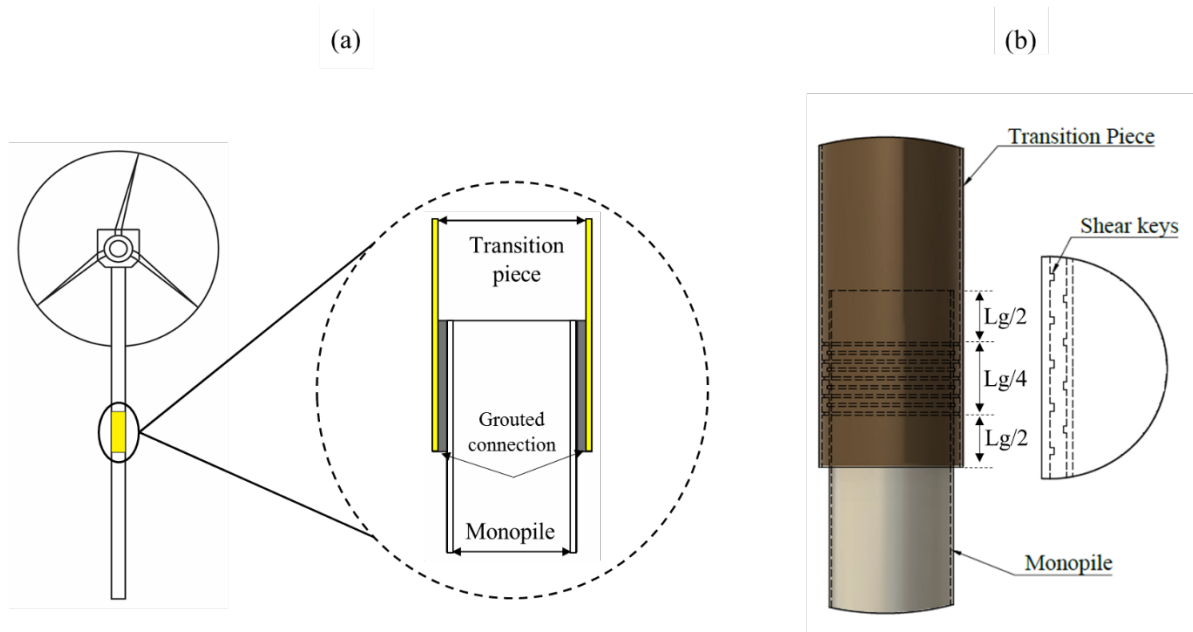 (a)
(b)
Transition
piece
Grouted
connection
Monopile
Transition Piece
Shear keys
Lg/2
Lg/4
Lg/2
Monopile